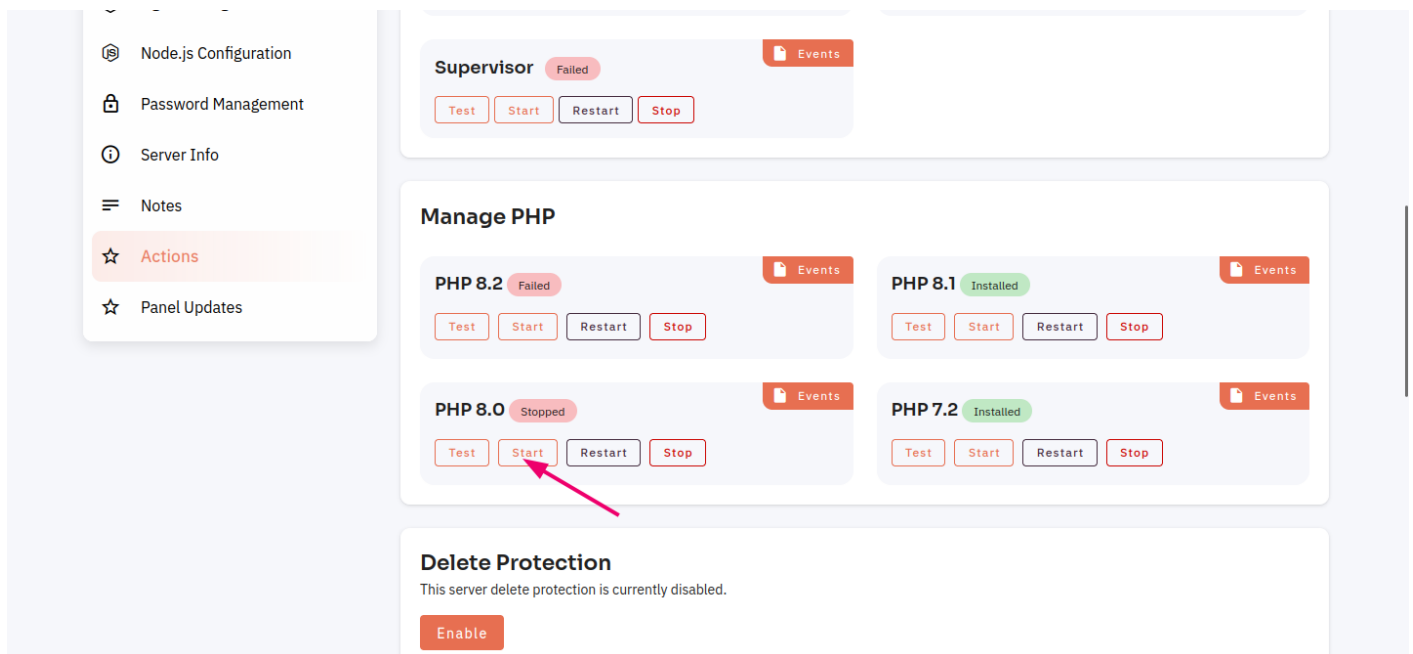 Node.js Configuration
Password Management
Server Info
Notes
Actions
Panel Updates
Supervisor Failed
Events
Test Start Restart Stop
Manage PHP
PHP 8.2 Failed
Events
Test Start Restart Stop
PHP 8.1 Installed
Events
Test Start Restart Stop
PHP 8.0 Stopped
Events
Test Start Restart Stop
PHP 7.2 Installed
Events
Test Start Restart Stop
Delete Protection
This server delete protection is currently disabled.
Enable